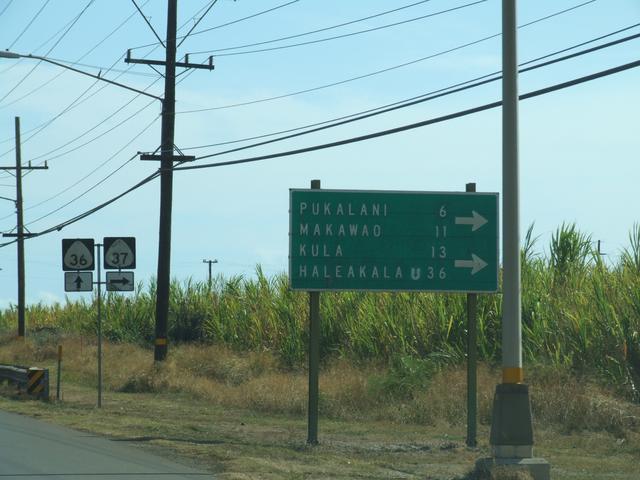 PUKALANI 6
MAKAWAO 11
KULA 13
HALEAKALA 36
36
37